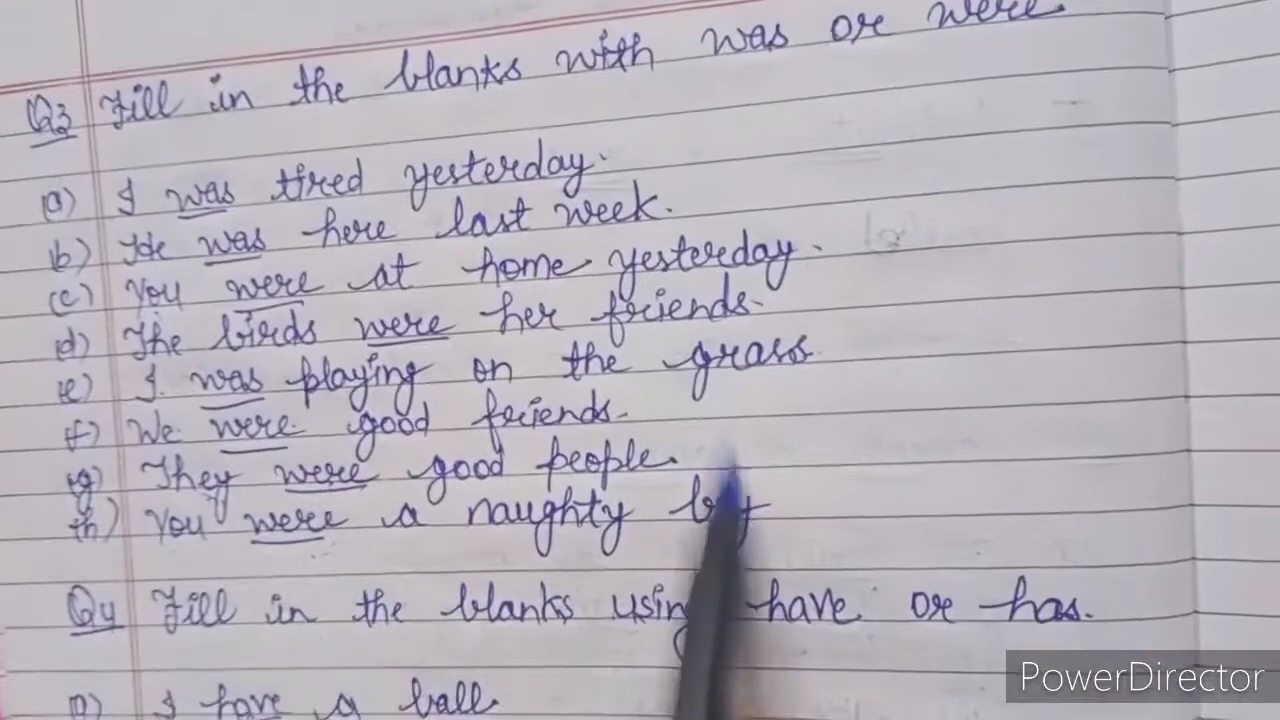 Q3 Fill in the blanks with was or were.
(a) I was tired yesterday.
(b) He was here last week.
(c) You were at home yesterday.
(d) The birds were her friends.
(e) I was playing on the grass
(f) We were good friends.
(g) They were good people.
(h) You were a naughty boy
Q4 Fill in the blanks using have or has.
a) I have a ball.
PowerDirector